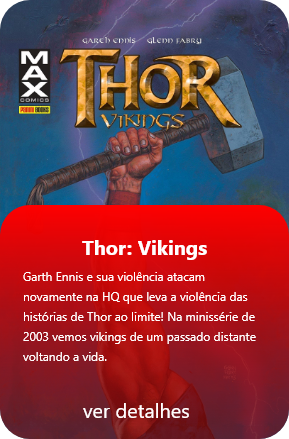 GARTH ENNIS GLENN FABRY
MAX
COMICS
THOR
VIKINGS
Thor: Vikings
Garth Ennis e sua violência atacam
novamente na HQ que leva a violência das
histórias de Thor ao limite! Na minissérie de
2003 vemos vikings de um passado distante
voltando a vida.
ver detalhes